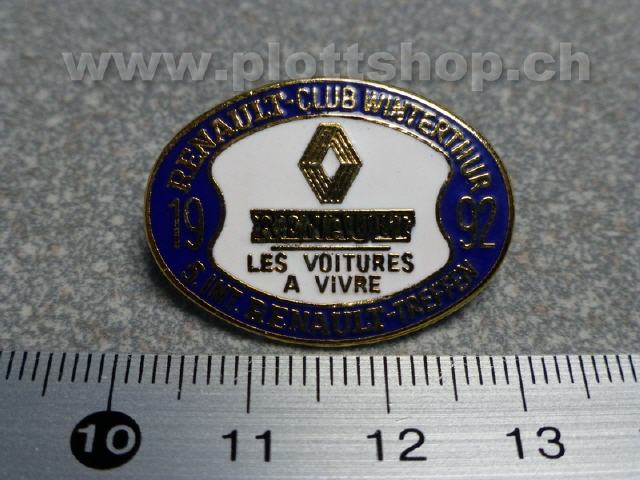 www.plottshop.ch
RENAULT-CLUB WINTERTHUR
19 92
RENAULT
LES VOITURES
A VIVRE
5. INT. RENAULT-TREFFEN
10 11 12 13